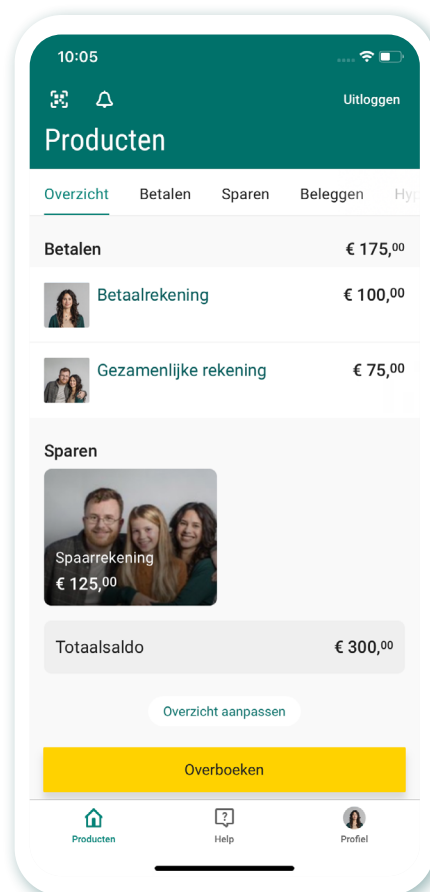 10:05
Uitloggen
Producten
Overzicht Betalen Sparen Beleggen Hyp
Betalen € 175,00
Betaalrekening € 100,00
Gezamenlijke rekening € 75,00
Sparen
Spaarrekening
€ 125,00
Totaalsaldo € 300,00
Overzicht aanpassen
Overboeken
Producten Help Profiel